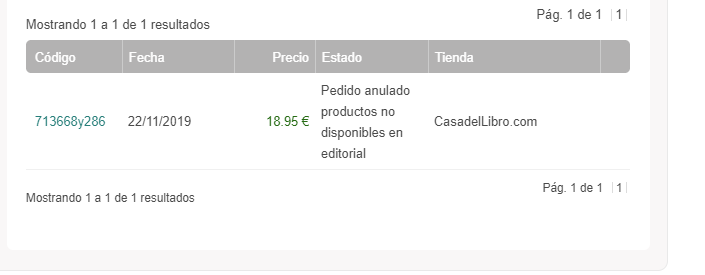 Mostrando 1 a 1 de 1 resultados
Pág. 1 de 1 | 1 |
Código Fecha Precio Estado Tienda
713668y286 22/11/2019 18.95 € Pedido anulado
productos no
disponibles en
editorial
CasadelLibro.com
Mostrando 1 a 1 de 1 resultados
Pág. 1 de 1 | 1 |